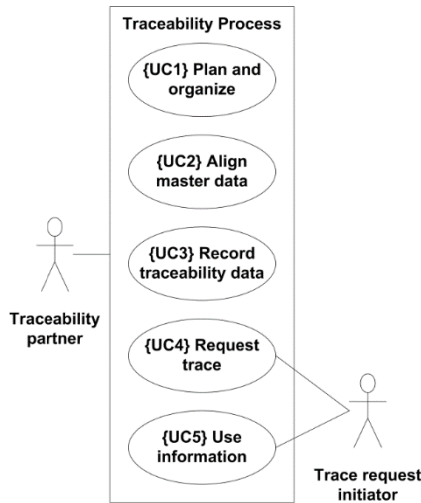 Traceability Process
{UC1} Plan and
organize
{UC2} Align
master data
{UC3} Record
traceability data
Traceability
partner
{UC4} Request
trace
{UC5} Use
information
Trace request
initiator